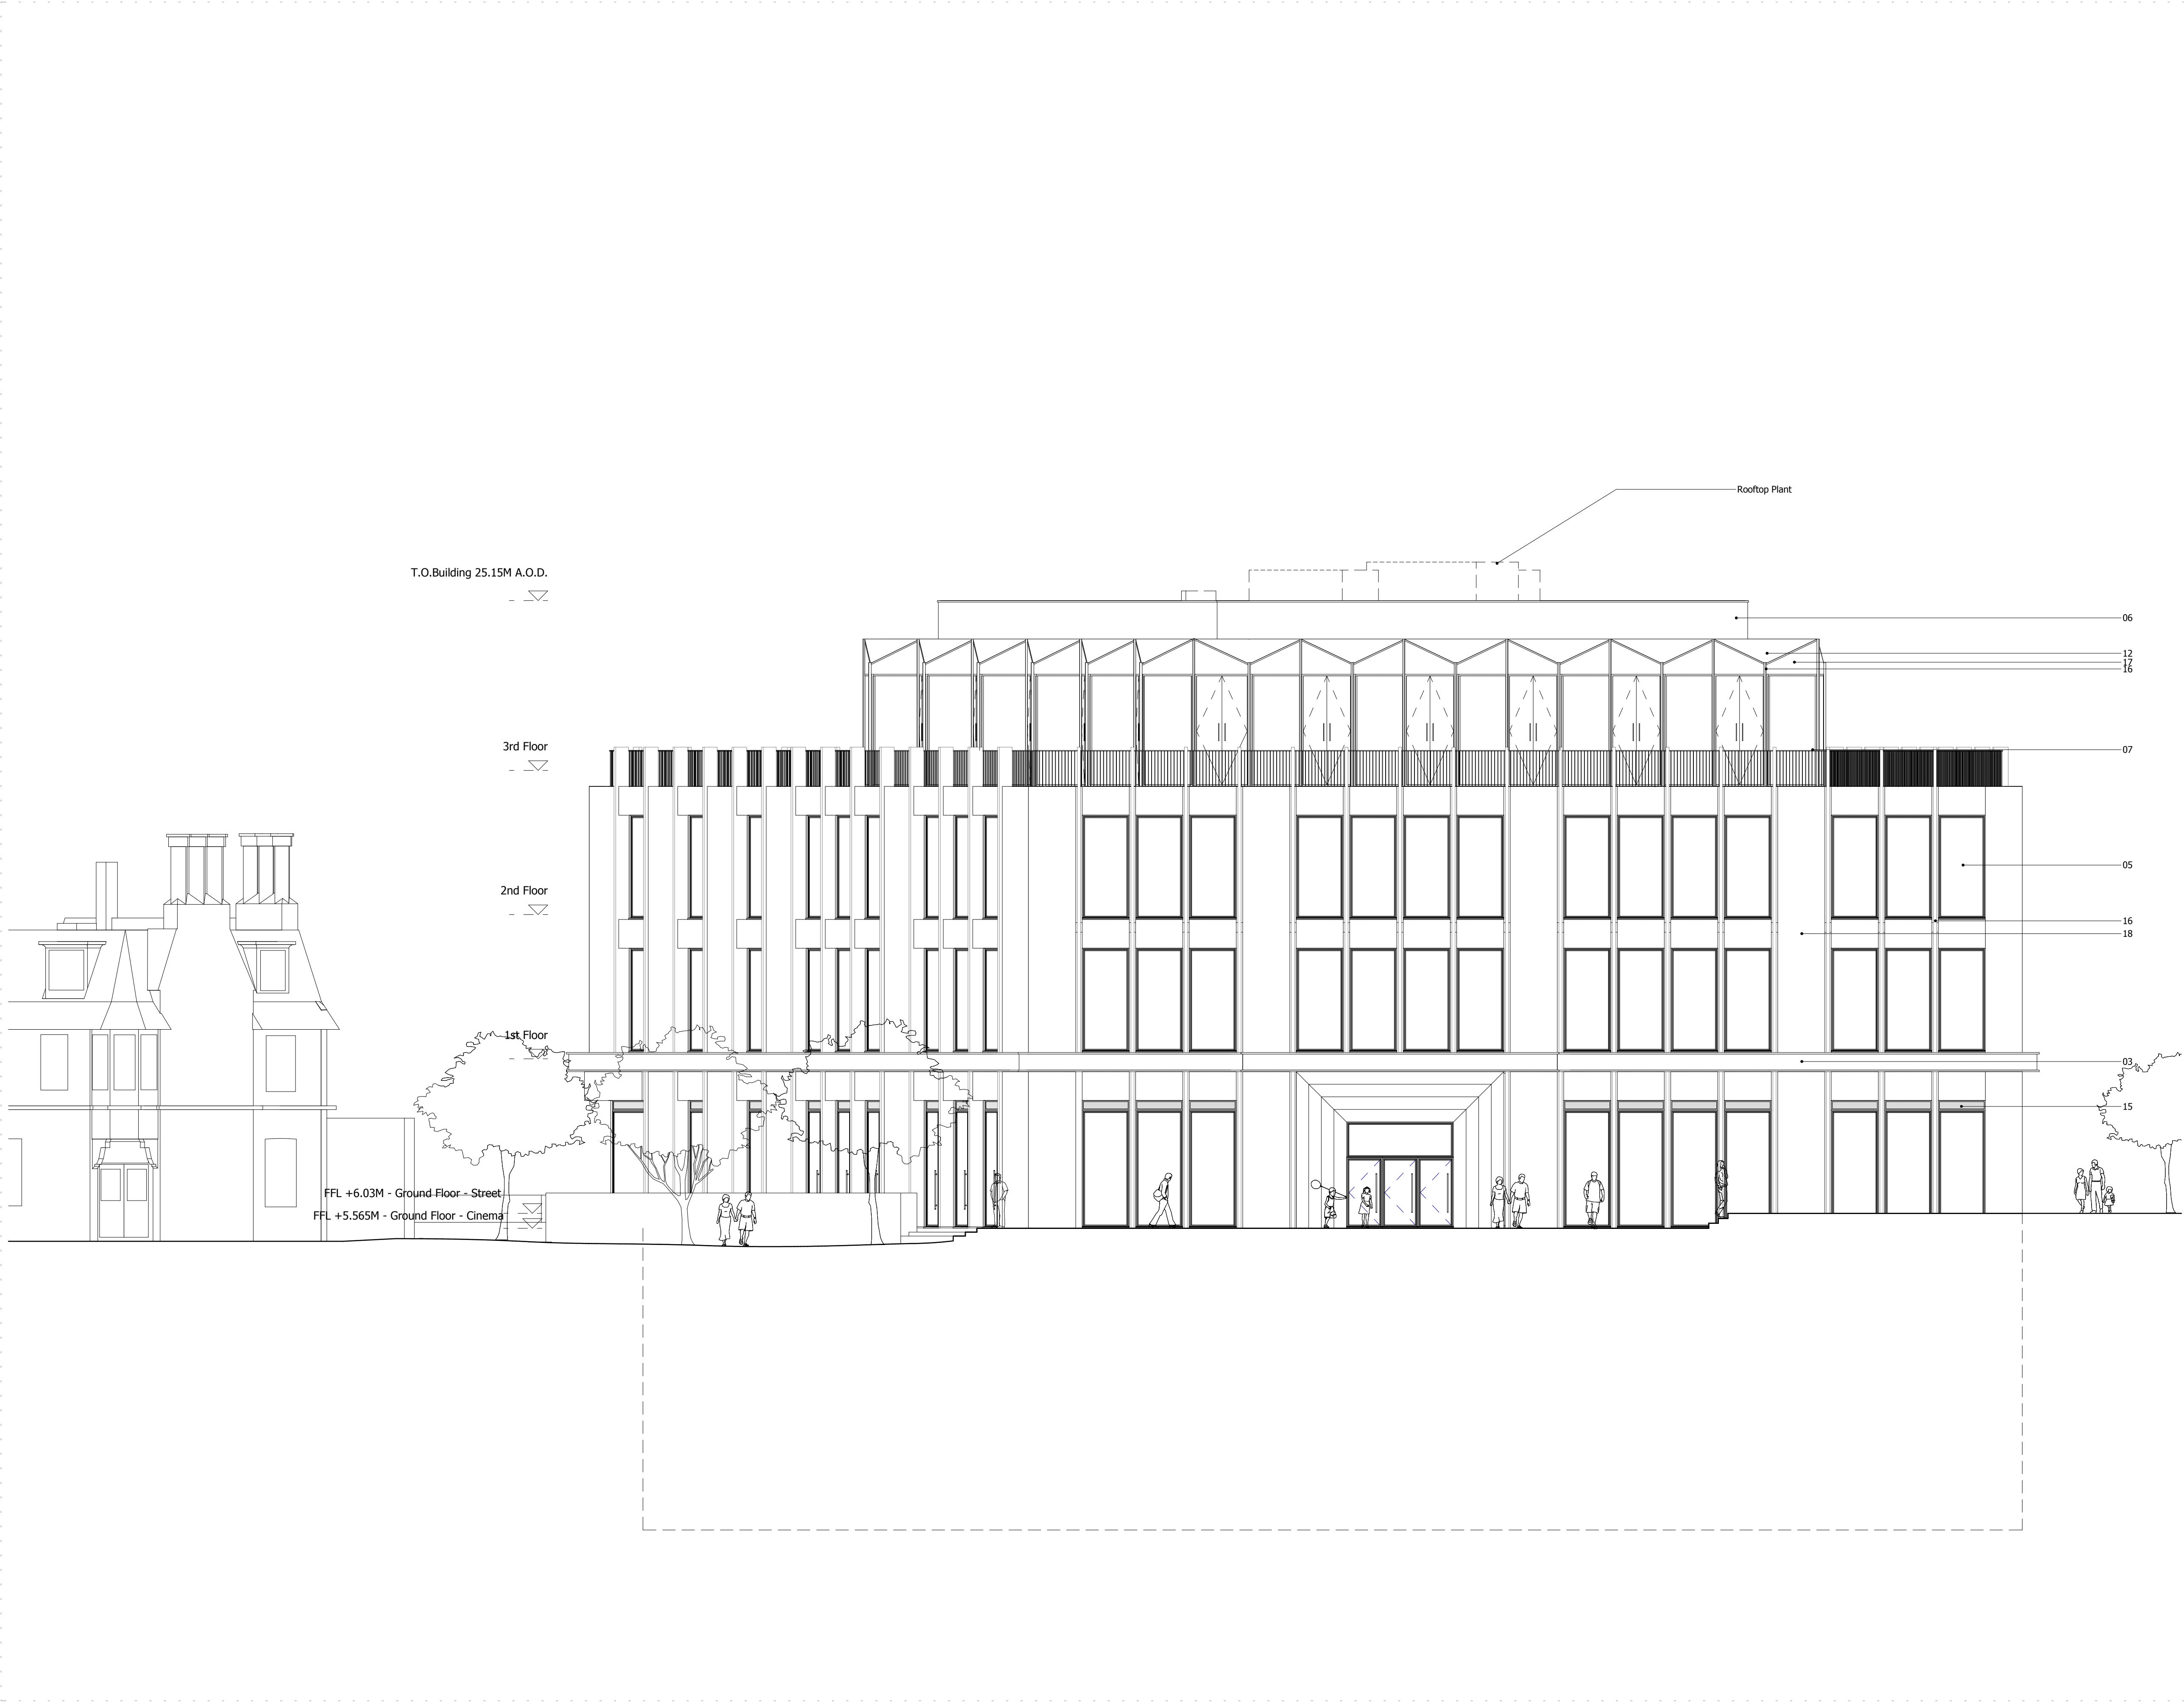 Rooftop Plant
T.O.Building 25.15M A.O.D.
06
12
17
16
3rd Floor
07
05
2nd Floor
16
18
1st Floor
03
15
FFL +6.03M - Ground Floor - Street
FFL +5.565M - Ground Floor - Cinema